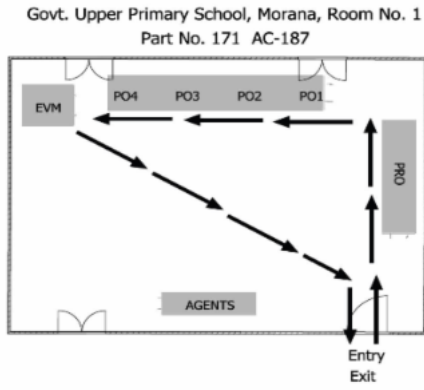 Govt. Upper Primary School, Morana, Room No. 1
Part No. 171 AC-187
EVM
PO4 PO3 PO2 PO1
PRO
AGENTS
Entry
Exit